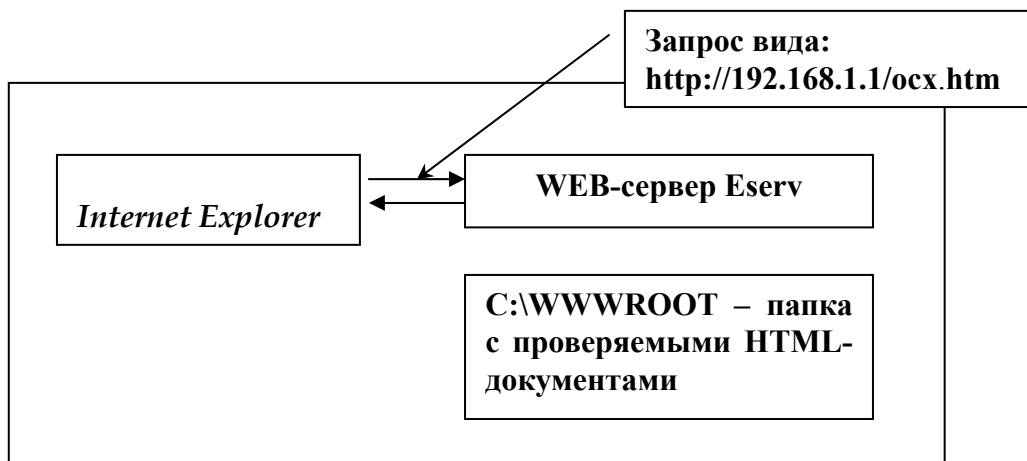 Запрос вида:
http://192.168.1.1/ocx.htm
WEB-сервер Eserv
Internet Explorer
C:\WWWROOT – папка
с проверяемыми HTML-
документами